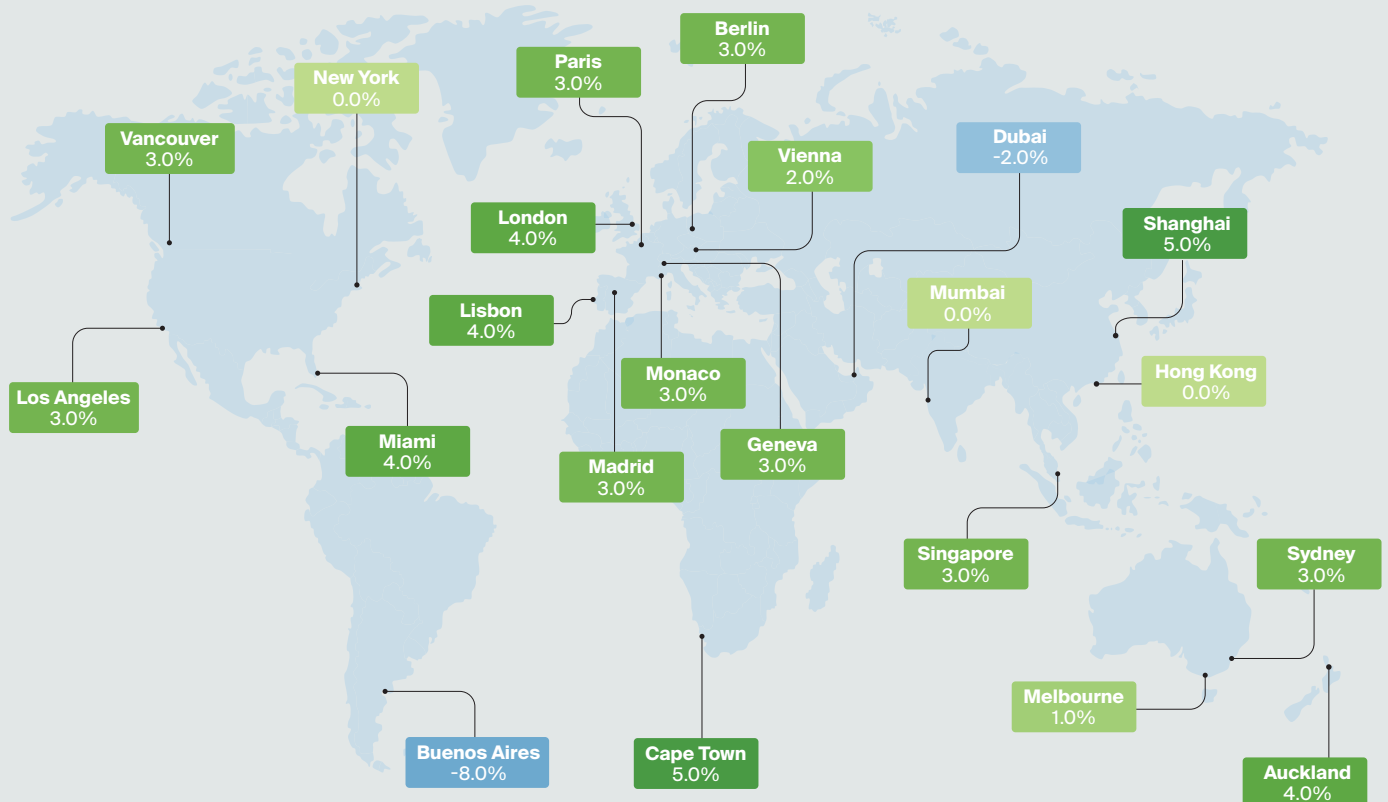 Berlin
3.0%
Paris
3.0%
New York
0.0%
Vancouver
3.0%
Dubai
-2.0%
Vienna
2.0%
London
4.0%
Shanghai
5.0%
Mumbai
0.0%
Lisbon
4.0%
Monaco
3.0%
Hong Kong
0.0%
Los Angeles
3.0%
Miami
4.0%
Geneva
3.0%
Madrid
3.0%
Singapore
3.0%
Sydney
3.0%
Melbourne
1.0%
Buenos Aires
-8.0%
Cape Town
5.0%
Auckland
4.0%